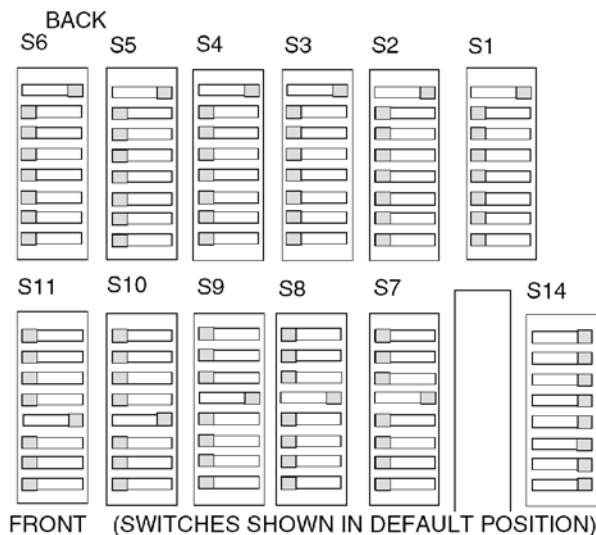 BACK
S6 S5 S4 S3 S2 S1
S11 S10 S9 S8 S7 S14
FRONT (SWITCHES SHOWN IN DEFAULT POSITION)